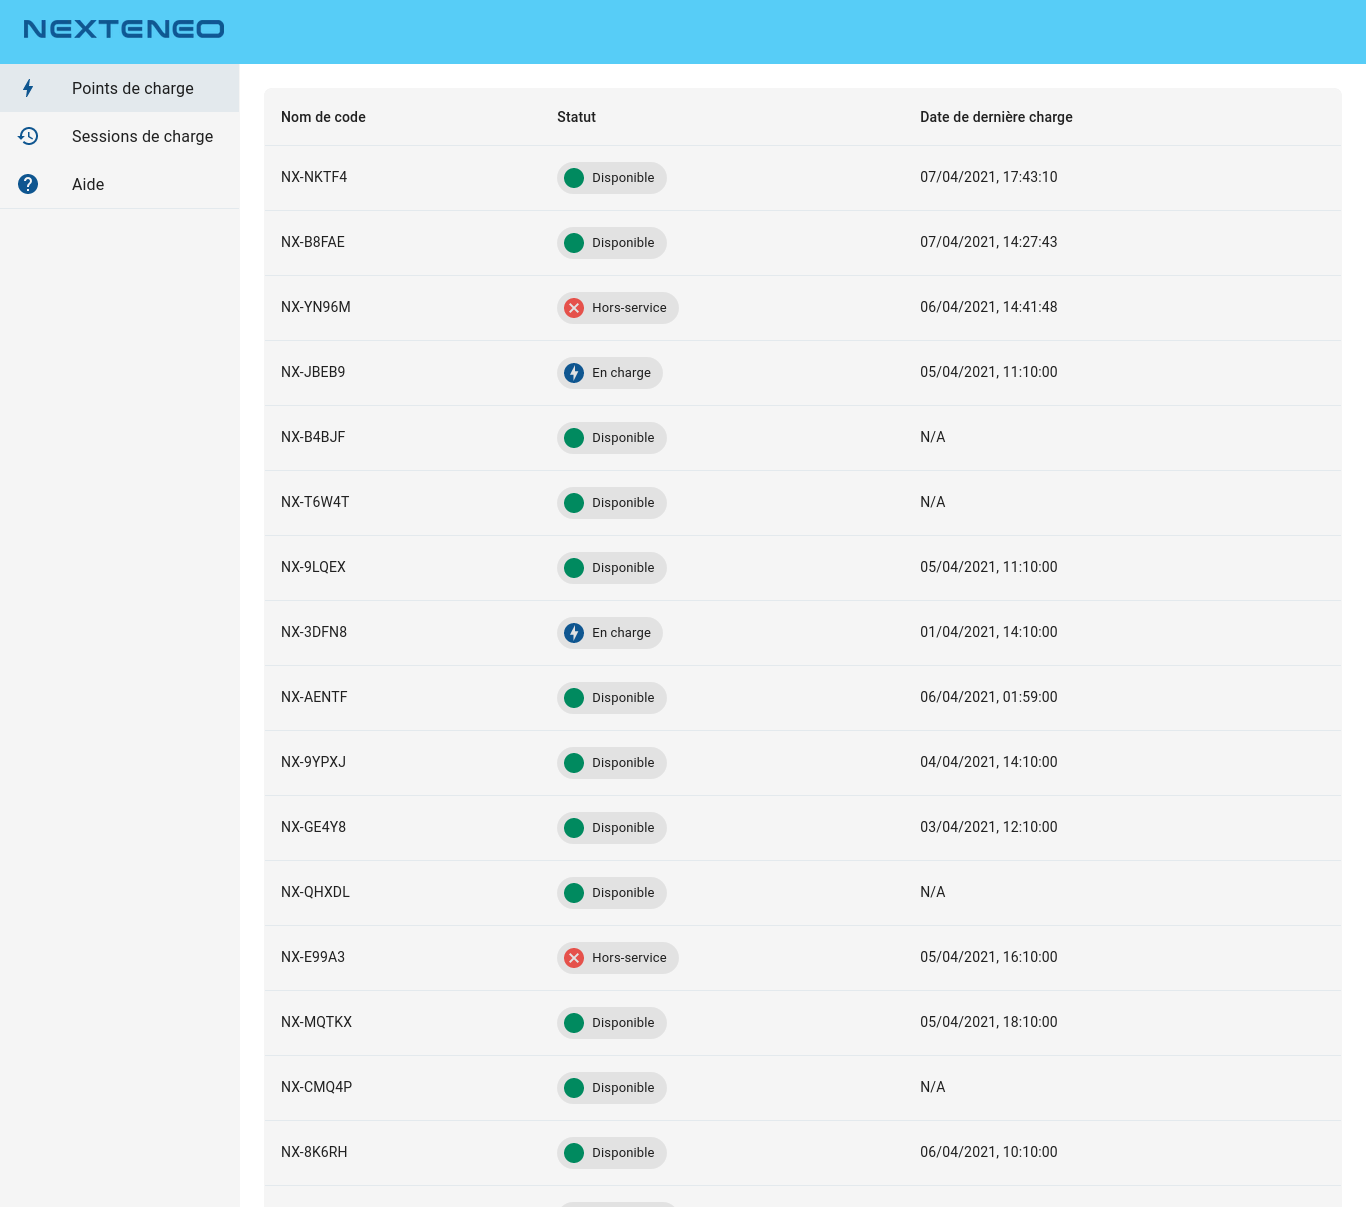 NEXTENEO
Points de charge
Sessions de charge
Aide
Nom de code Statut Date de dernière charge
NX-NKTF4 Disponible 07/04/2021, 17:43:10
NX-B8FAE Disponible 07/04/2021, 14:27:43
NX-YN96M Hors-service 06/04/2021, 14:41:48
NX-JBEB9 En charge 05/04/2021, 11:10:00
NX-B4BJF Disponible N/A
NX-T6W4T Disponible N/A
NX-9LQEX Disponible 05/04/2021, 11:10:00
NX-3DFN8 En charge 01/04/2021, 14:10:00
NX-AENTF Disponible 06/04/2021, 01:59:00
NX-9YPXJ Disponible 04/04/2021, 14:10:00
NX-GE4Y8 Disponible 03/04/2021, 12:10:00
NX-QHXDL Disponible N/A
NX-E99A3 Hors-service 05/04/2021, 16:10:00
NX-MQTKX Disponible 05/04/2021, 18:10:00
NX-CMQ4P Disponible N/A
NX-8K6RH Disponible 06/04/2021, 10:10:00